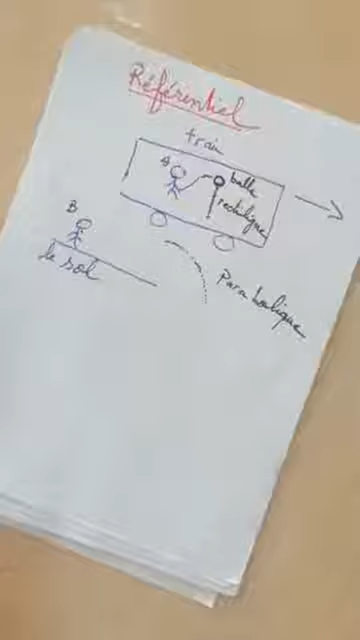 Référentiel
train
A
balle
rectiligne
B
le sol
Parabolique